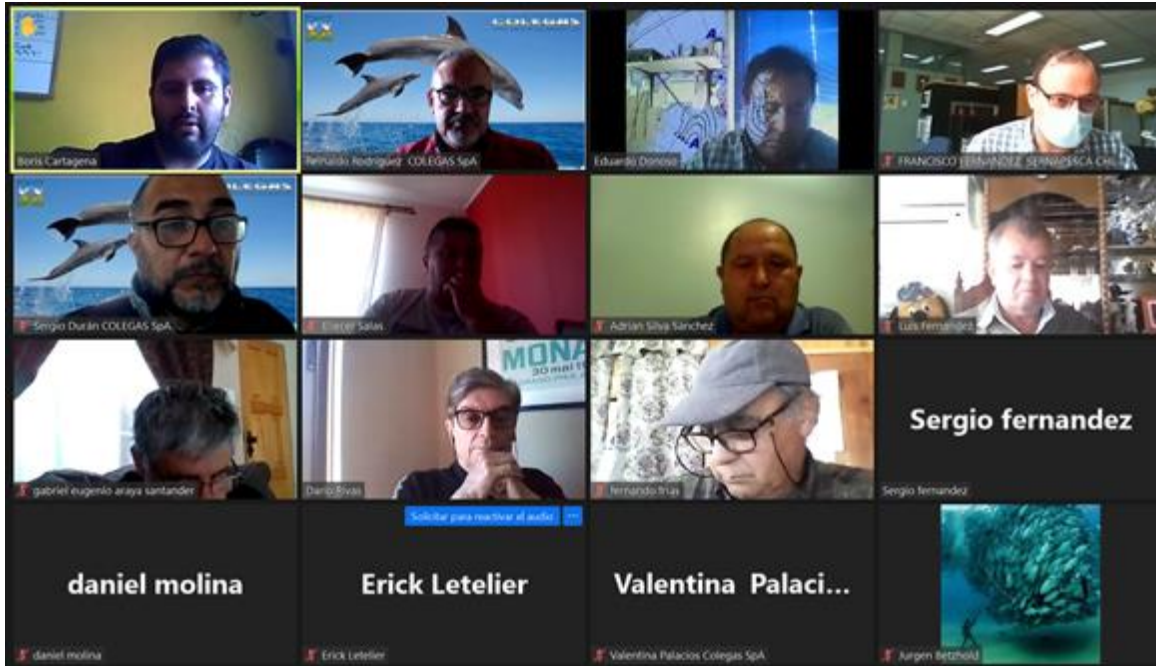 COLEGAS
Boris Cartagena
Reinaldo Rodriguez COLEGAS SpA
Eduardo Donoso
FRANCISCO FERNANDEZ SERNAPESCA
COLEGAS
Sergio Durán COLEGAS SpA
Eliecer Salas
Adrian Silva Sanchez
Luis Fernandez
MONA
30 mai
gabriel eugenio araya santander
Dario Rivas
fernando frias
Sergio fernandez
Sergio fernandez
Solicitar para reactivar el audio
daniel molina
Erick Letelier
Valentina Palaci...
daniel molina
Erick Letelier
Valentina Palacios Colegas SpA
Jurgen Betzhold